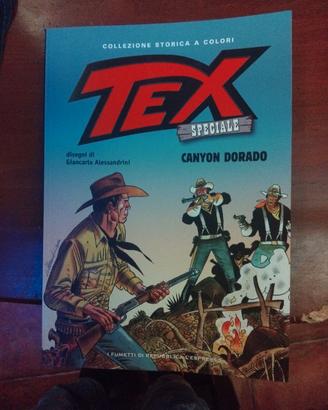 COLLEZIONE STORICA A COLORI
TEX
SPECIALE
disegni di
Giancarlo Alessandrini
CANYON DORADO
I FUMETTI DI REPUBBLICA-L'ESPRESSO